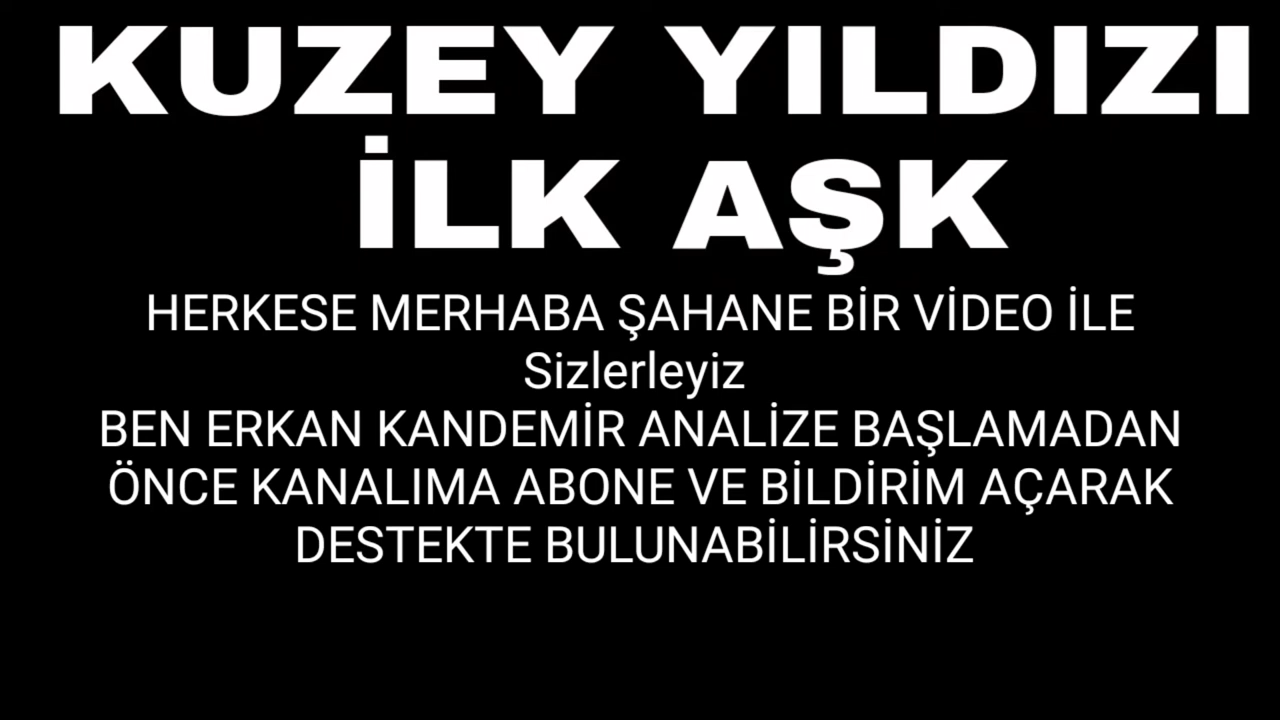 KUZEY YILDIZI
İLK AŞK
HERKESE MERHABA ŞAHANE BİR VİDEO İLE
Sizlerleyiz
BEN ERKAN KANDEMİR ANALİZE BAŞLAMADAN
ÖNCE KANALIMA ABONE VE BİLDİRİM AÇARAK
DESTEKTE BULUNABİLİRSİNİZ